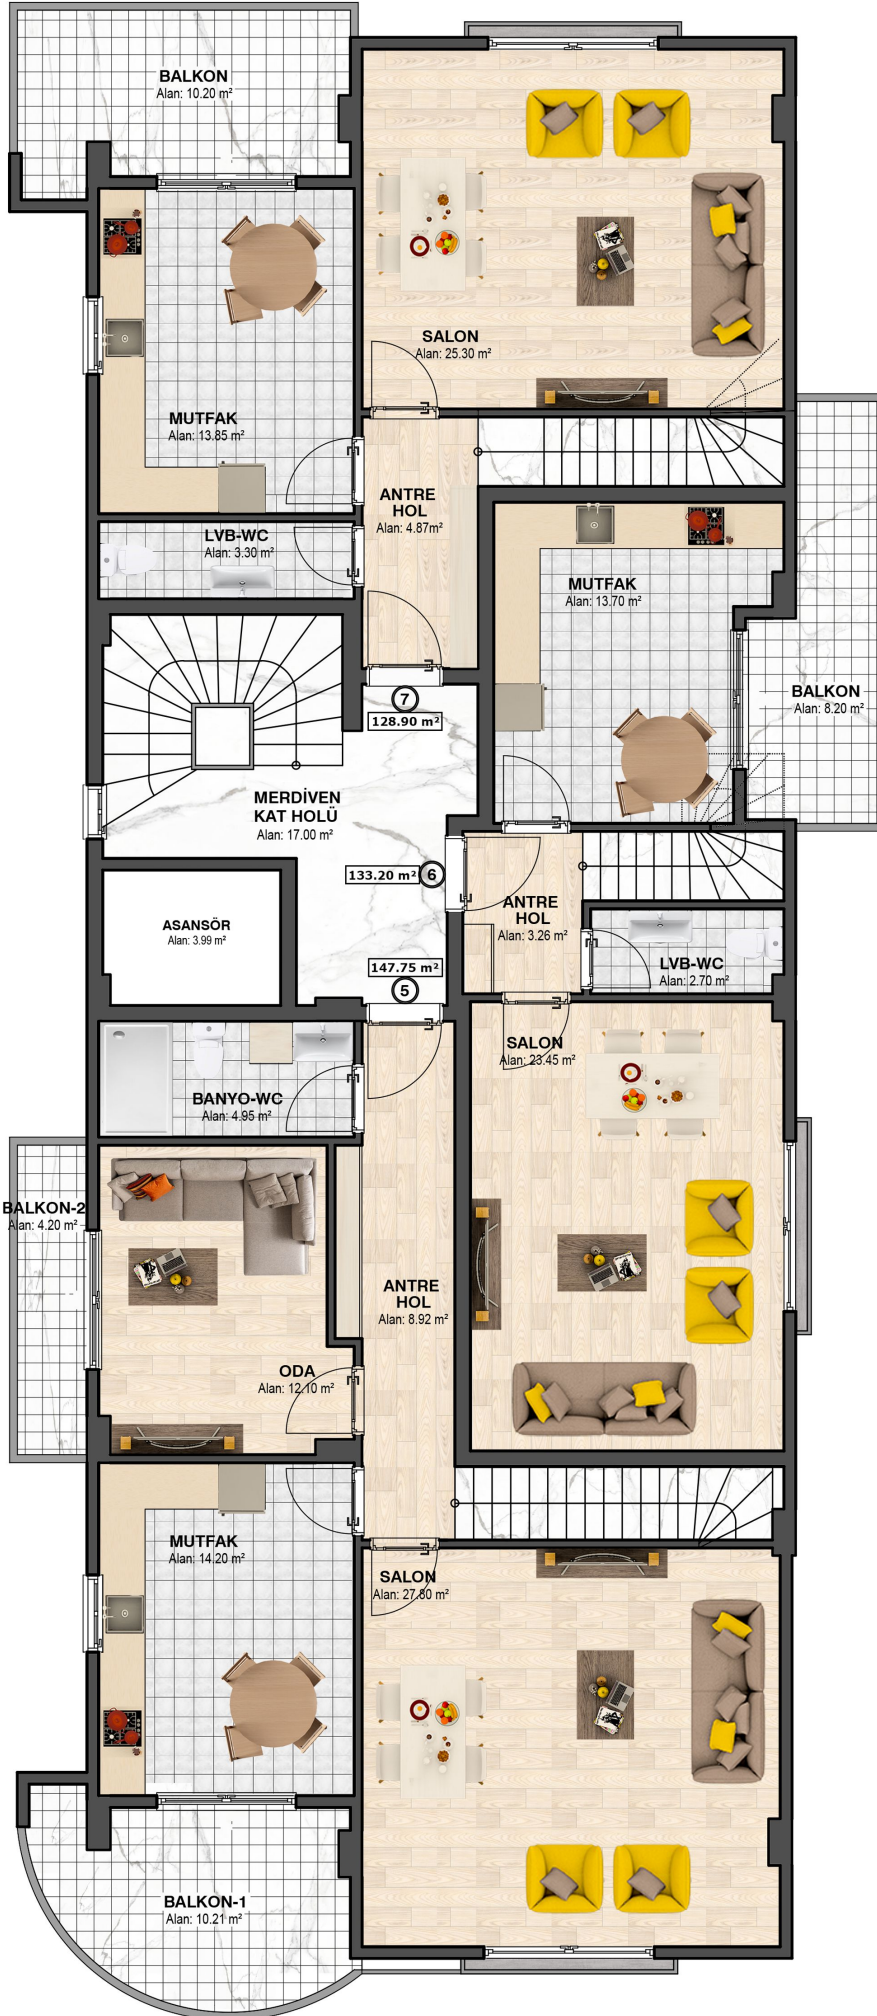 BALKON
Alan: 10.20 m²
SALON
Alan: 25.30 m²
MUTFAK
Alan: 13.85 m²
ANTRE
HOL
Alan: 4.87m²
LVB-WC
Alan: 3.30 m²
MUTFAK
Alan: 13.70 m²
BALKON
Alan: 8.20 m²
7
128.90 m²
MERDİVEN
KAT HOLÜ
Alan: 17.00 m²
133.20 m² 6
ANTRE
HOL
Alan: 3.26 m²
ASANSÖR
Alan: 3.99 m²
LVB-WC
Alan: 2.70 m²
147.75 m²
5
SALON
Alan: 23.45 m²
BANYO-WC
Alan: 4.95 m²
BALKON-2
Alan: 4.20 m²
ANTRE
HOL
Alan: 8.92 m²
ODA
Alan: 12.10 m²
MUTFAK
Alan: 14.20 m²
SALON
Alan: 27.80 m²
BALKON-1
Alan: 10.21 m²